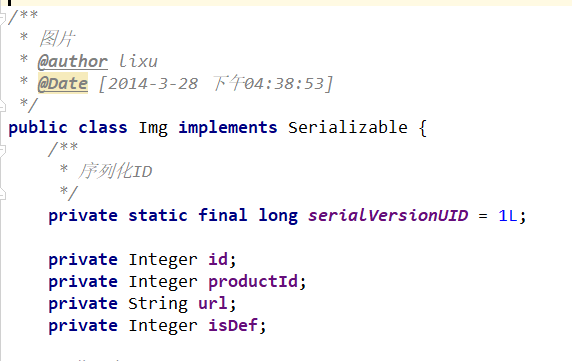 /**
 * 图片
 * @author lixu
 * @Date [2014-3-28 下午04:38:53]
 */
public class Img implements Serializable {
    /**
     * 序列化ID
     */
    private static final long serialVersionUID = 1L;

    private Integer id;
    private Integer productId;
    private String url;
    private Integer isDef;